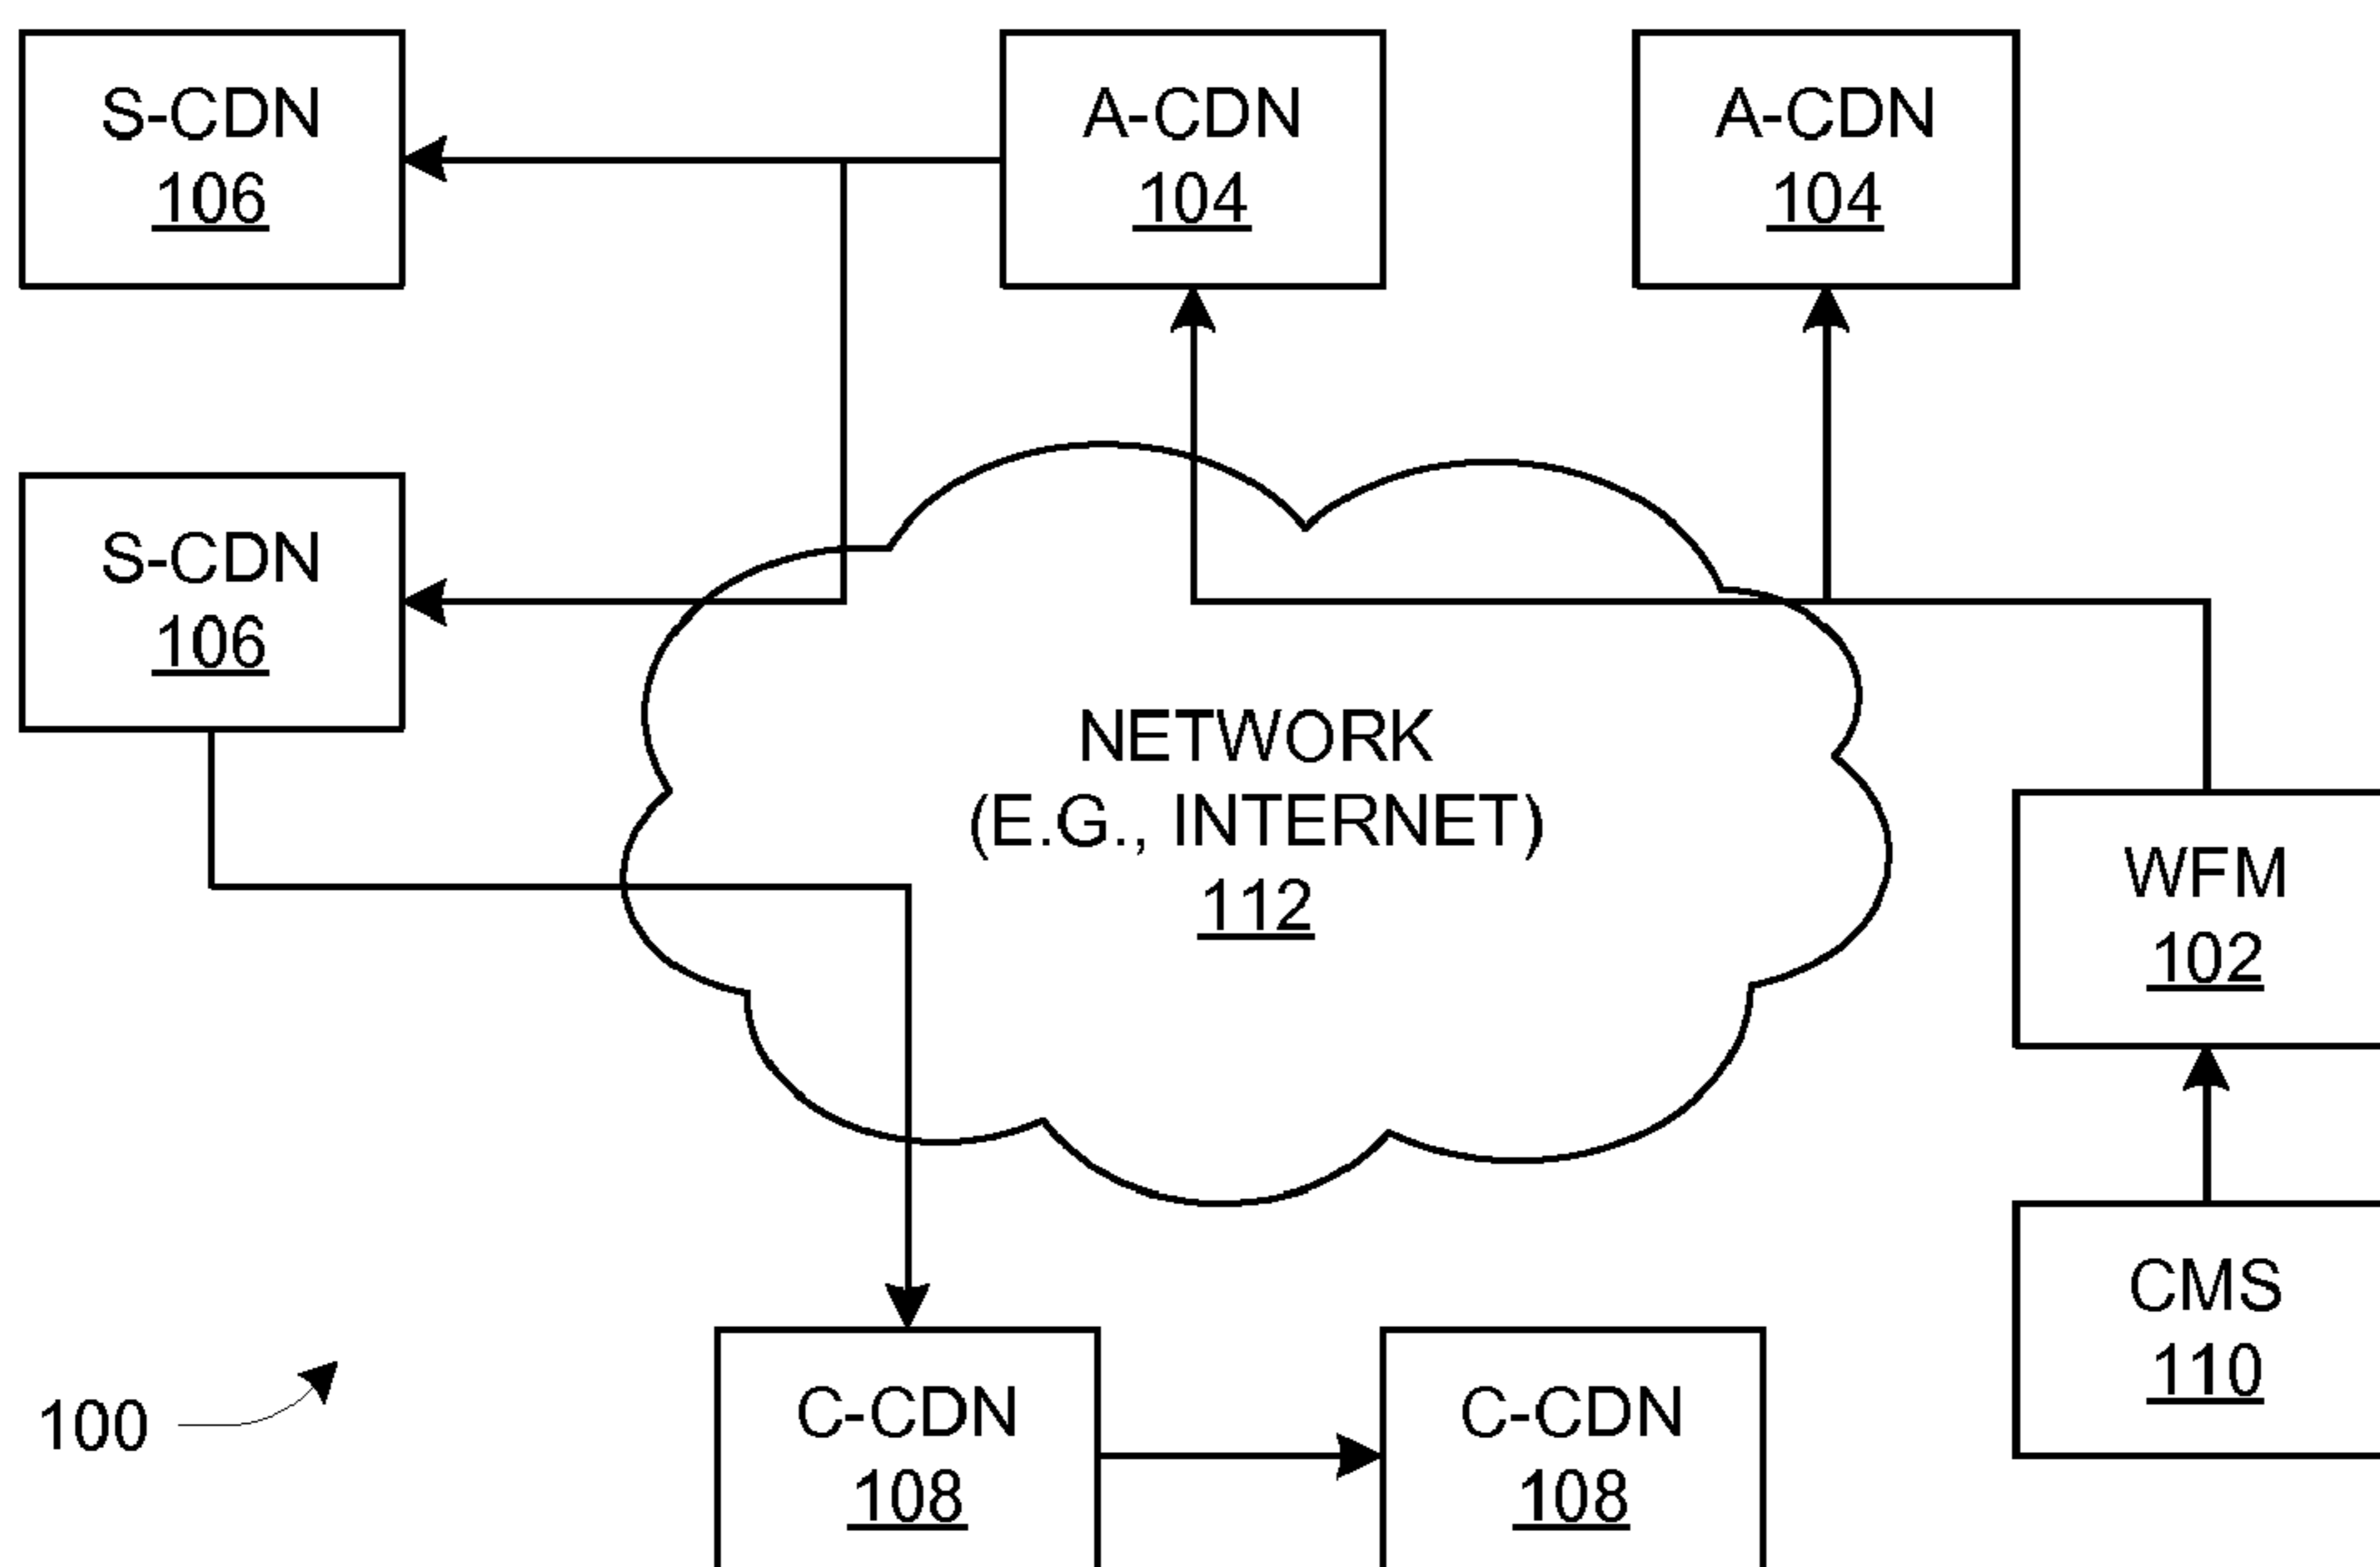 S-CDN
106
A-CDN
104
A-CDN
104
S-CDN
106
NETWORK
(E.G., INTERNET)
112
WFM
102
CMS
110
100
C-CDN
108
C-CDN
108